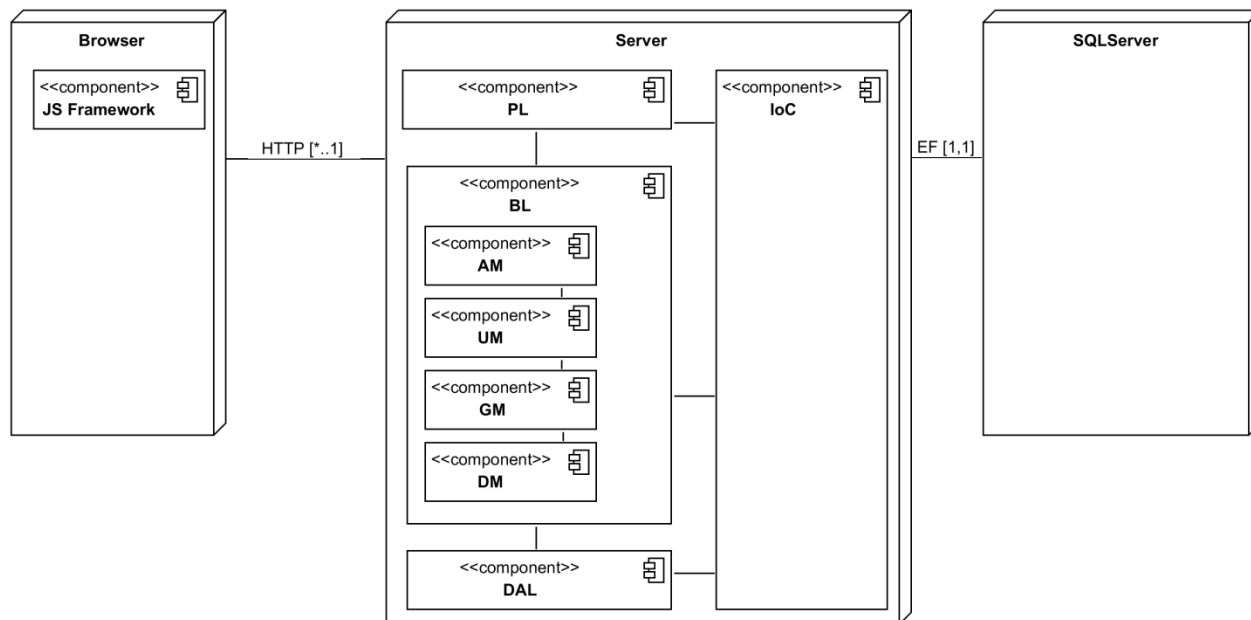 Browser
<<component>>
JS Framework
HTTP [*..1]
Server
<<component>>
PL
<<component>>
BL
<<component>>
AM
<<component>>
UM
<<component>>
GM
<<component>>
DM
<<component>>
DAL
<<component>>
IoC
EF [1,1]
SQLServer